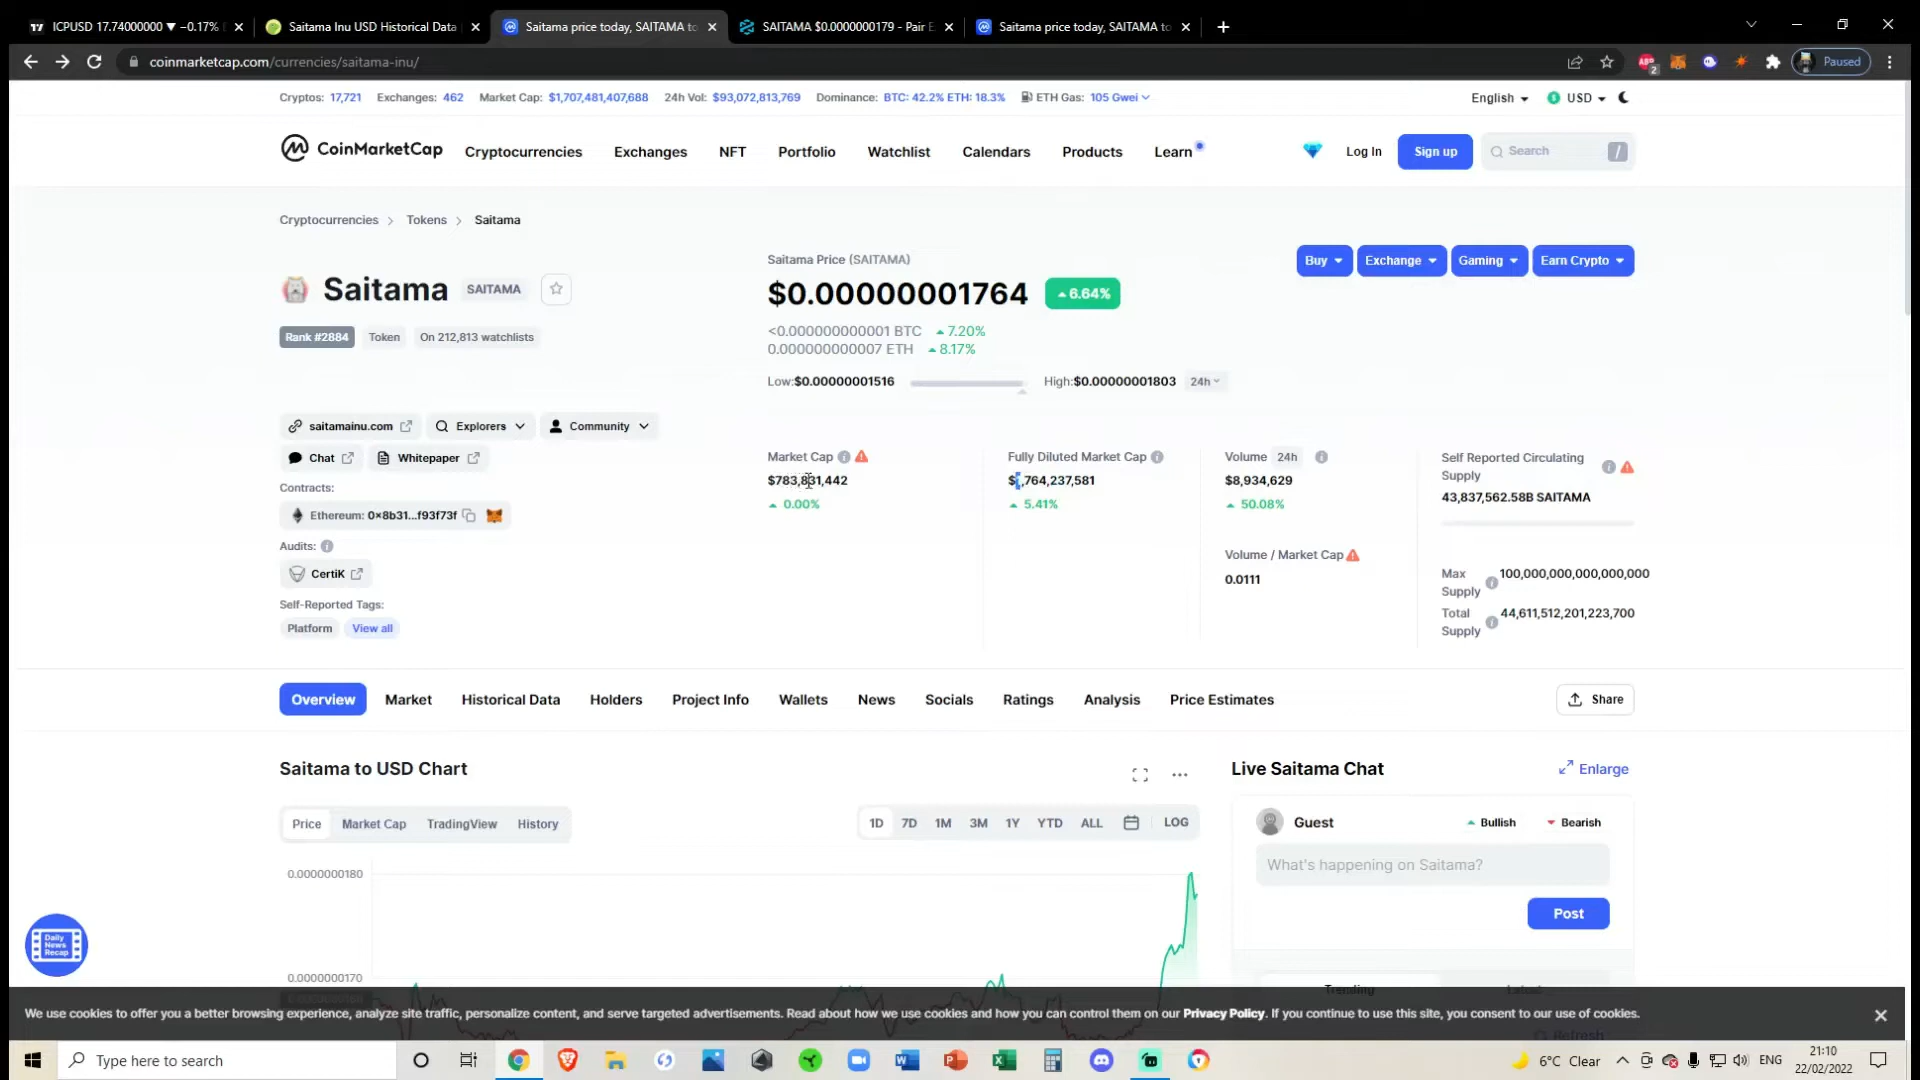 ICPUSD 17.74000000 ▼ −0.17%
Saitama Inu USD Historical Data
Saitama price today, SAITAMA to
SAITAMA $0.0000000179 - Pair E
Saitama price today, SAITAMA to
coinmarketcap.com/currencies/saitama-inu/
2
Paused
Cryptos: 17,721 Exchanges: 462 Market Cap: $1,707,481,407,688 24h Vol: $93,072,813,769 Dominance: BTC: 42.2% ETH: 18.3% ETH Gas: 105 Gwei
English USD
CoinMarketCap
Cryptocurrencies Exchanges NFT Portfolio Watchlist Calendars Products Learn
Log In Sign up Search /
Cryptocurrencies > Tokens > Saitama
Saitama SAITAMA
Rank #2884 Token On 212,813 watchlists
Saitama Price (SAITAMA)
$0.00000001764 6.64%
<0.000000000001 BTC 7.20%
0.000000000007 ETH 8.17%
Low:$0.00000001516 High:$0.00000001803 24h
Buy Exchange Gaming Earn Crypto
saitamainu.com Explorers Community
Chat Whitepaper
Contracts:
Ethereum: 0x8b31...f93f73f
Audits:
CertiK
Self-Reported Tags:
Platform View all
Market Cap
$783,831,442
0.00%
Fully Diluted Market Cap
$1,764,237,581
5.41%
Volume 24h
$8,934,629
50.08%
Volume / Market Cap
0.0111
Self Reported Circulating
Supply
43,837,562.58B SAITAMA
Max
Supply
100,000,000,000,000,000
Total
Supply
44,611,512,201,223,700
Overview Market Historical Data Holders Project Info Wallets News Socials Ratings Analysis Price Estimates
Share
Saitama to USD Chart
Price Market Cap TradingView History
1D 7D 1M 3M 1Y YTD ALL LOG
0.0000000180
0.0000000170
Live Saitama Chat Enlarge
Guest Bullish Bearish
What's happening on Saitama?
Post
Trending Latest
Refresh
Daily
News
Recap
We use cookies to offer you a better browsing experience, analyze site traffic, personalize content, and serve targeted advertisements. Read about how we use cookies and how you can control them on our Privacy Policy. If you continue to use this site, you consent to our use of cookies.
Type here to search
6°C Clear
ENG
21:10
22/02/2022